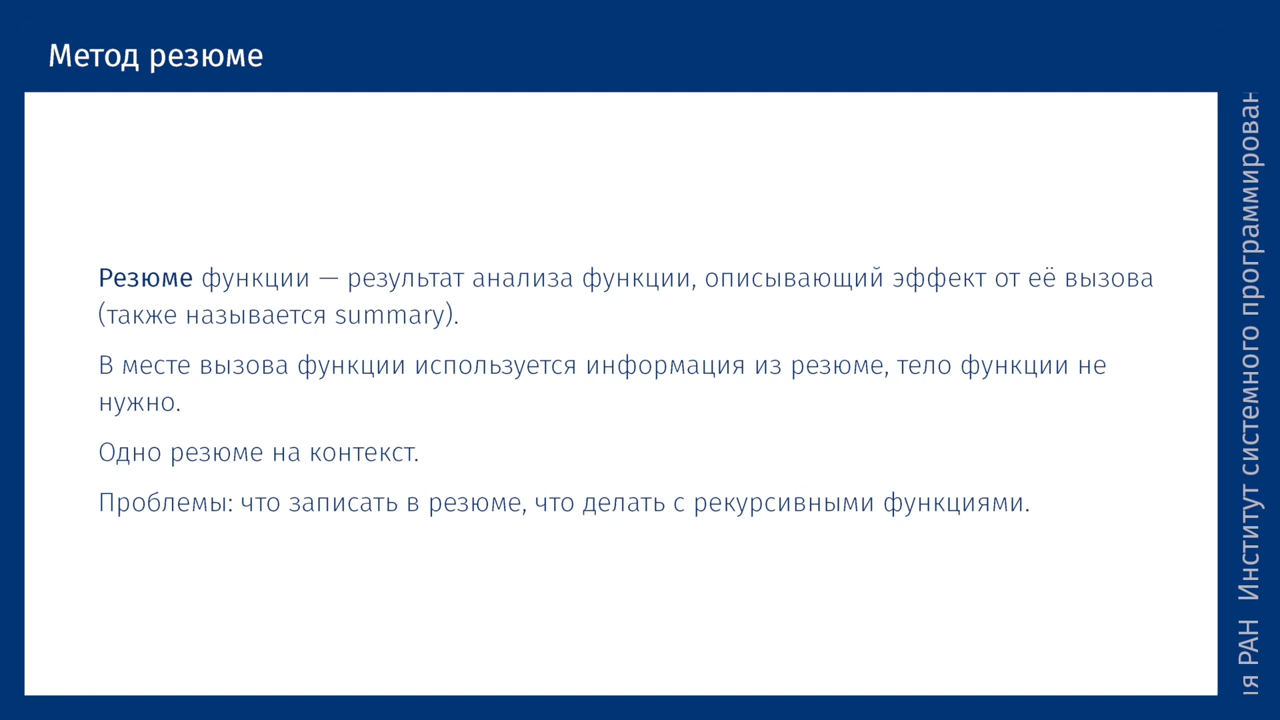 Метод резюме
Резюме функции — результат анализа функции, описывающий эффект от её вызова
(также называется summary).
В месте вызова функции используется информация из резюме, тело функции не
нужно.
Одно резюме на контекст.
Проблемы: что записать в резюме, что делать с рекурсивными функциями.
РАН Институт системного